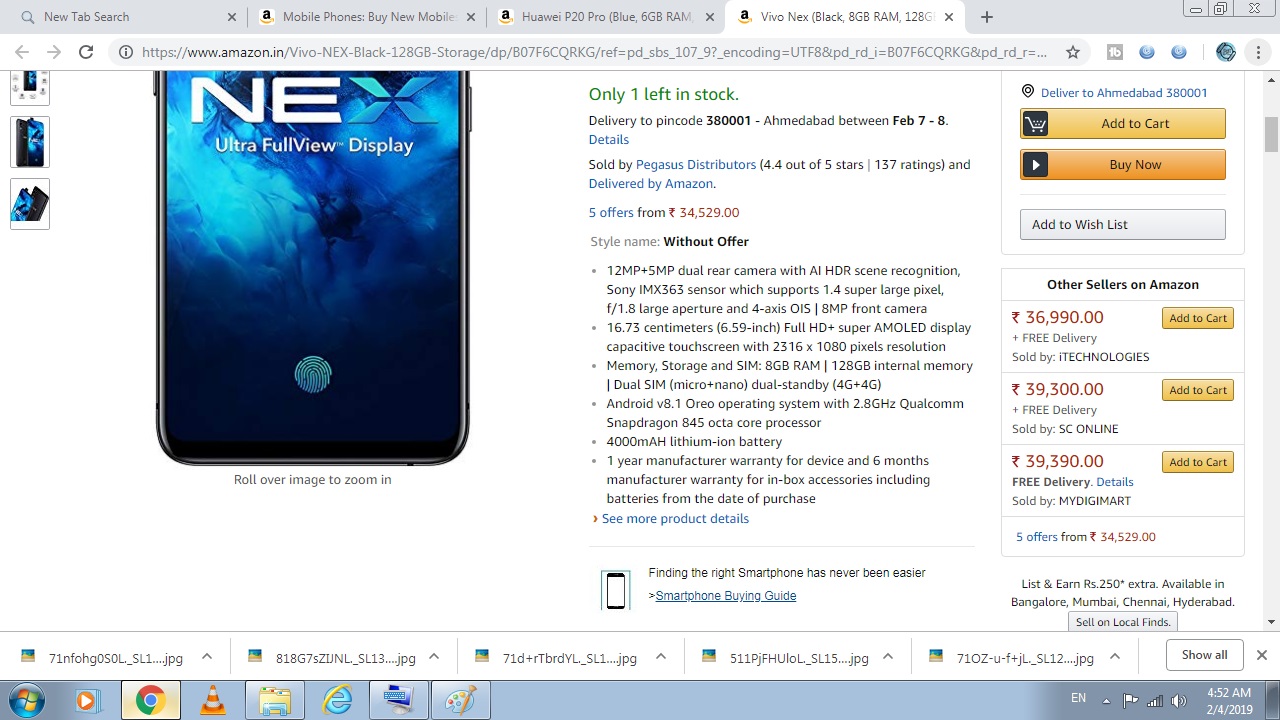 New Tab Search
Mobile Phones: Buy New Mobile
Huawei P20 Pro (Blue, 6GB RAM,
Vivo Nex (Black, 8GB RAM, 128G
https://www.amazon.in/Vivo-NEX-Black-128GB-Storage/dp/B07F6CQRKG/ref=pd_sbs_107_9?_encoding=UTF8&pd_rd_i=B07F6CQRKG&pd_rd_r=...
NEX
Ultra FullView™ Display
Roll over image to zoom in
Only 1 left in stock.
Delivery to pincode 380001 - Ahmedabad between Feb 7 - 8.
Details
Sold by Pegasus Distributors (4.4 out of 5 stars | 137 ratings) and
Delivered by Amazon.
5 offers from ₹ 34,529.00
Style name: Without Offer
• 12MP+5MP dual rear camera with AI HDR scene recognition,
Sony IMX363 sensor which supports 1.4 super large pixel,
f/1.8 large aperture and 4-axis OIS | 8MP front camera
• 16.73 centimeters (6.59-inch) Full HD+ super AMOLED display
capacitive touchscreen with 2316 x 1080 pixels resolution
• Memory, Storage and SIM: 8GB RAM | 128GB internal memory
| Dual SIM (micro+nano) dual-standby (4G+4G)
• Android v8.1 Oreo operating system with 2.8GHz Qualcomm
Snapdragon 845 octa core processor
• 4000mAH lithium-ion battery
• 1 year manufacturer warranty for device and 6 months
manufacturer warranty for in-box accessories including
batteries from the date of purchase
› See more product details
Finding the right Smartphone has never been easier
>Smartphone Buying Guide
Deliver to Ahmedabad 380001
Add to Cart
Buy Now
Add to Wish List
Other Sellers on Amazon
₹ 36,990.00
Add to Cart
+ FREE Delivery
Sold by: iTECHNOLOGIES
₹ 39,300.00
Add to Cart
+ FREE Delivery
Sold by: SC ONLINE
₹ 39,390.00
Add to Cart
FREE Delivery. Details
Sold by: MYDIGIMART
5 offers from ₹ 34,529.00
List & Earn Rs.250* extra. Available in
Bangalore, Mumbai, Chennai, Hyderabad.
Sell on Local Finds.
71nfohg0S0L._SL1....jpg
818G7sZIJNL._SL13....jpg
71d+rTbrdYL._SL1....jpg
511PjFHUloL._SL15....jpg
71OZ-u-f+jL._SL12....jpg
Show all
EN
4:52 AM
2/4/2019